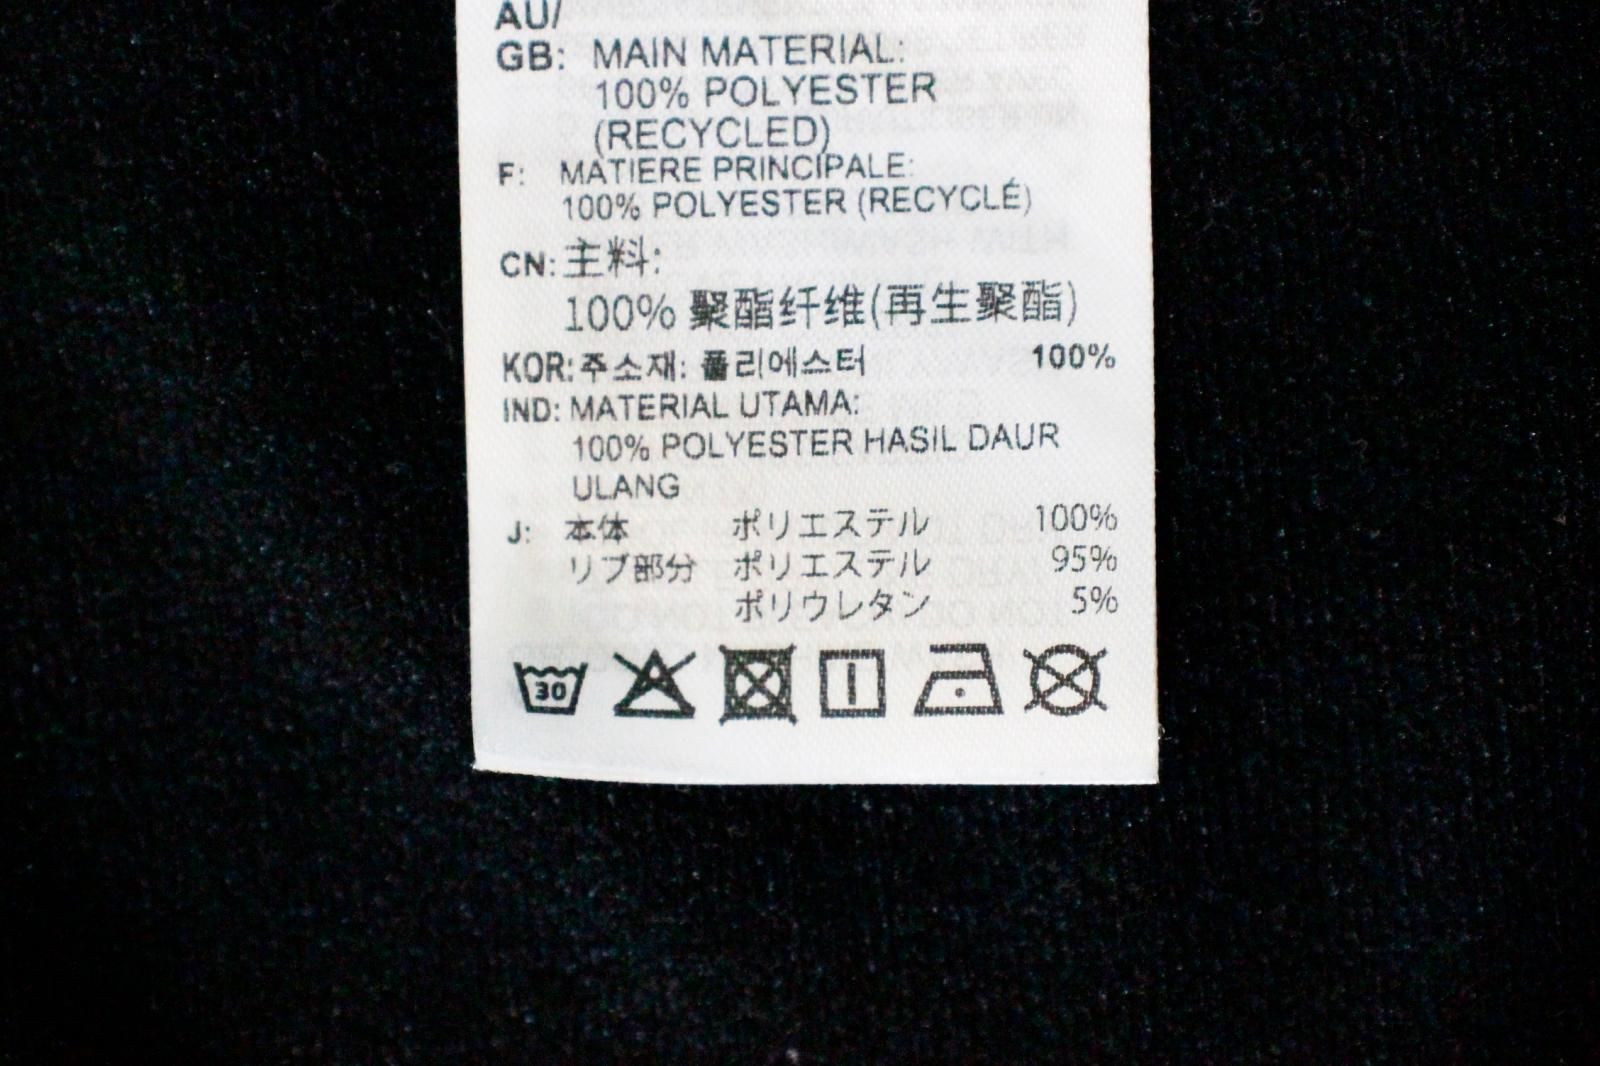 AU/
GB: MAIN MATERIAL:
100% POLYESTER
(RECYCLED)
F: MATIERE PRINCIPALE:
100% POLYESTER (RECYCLÉ)
CN: 主料:
100% 聚酯纤维(再生聚酯)
KOR: 주소재: 폴리에스터 100%
IND: MATERIAL UTAMA:
100% POLYESTER HASIL DAUR
ULANG
J: 本体 ポリエステル 100%
リブ部分 ポリエステル 95%
ポリウレタン 5%
30